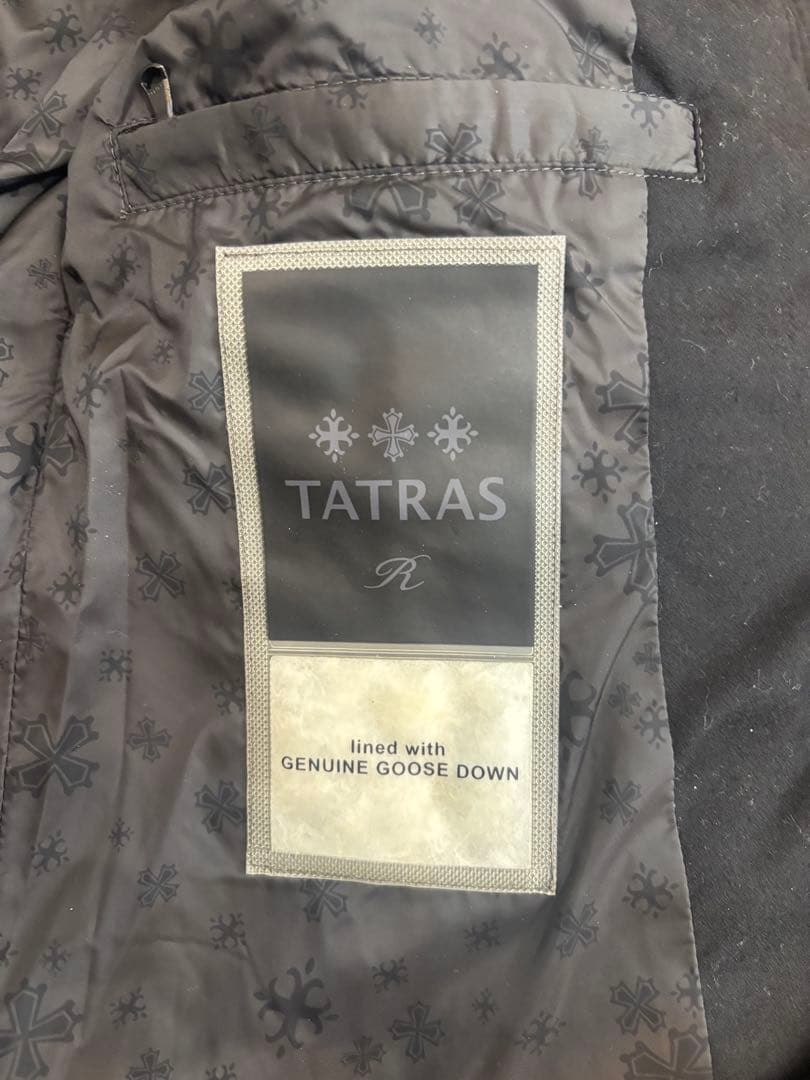 TATRAS
R
lined with
GENUINE GOOSE DOWN